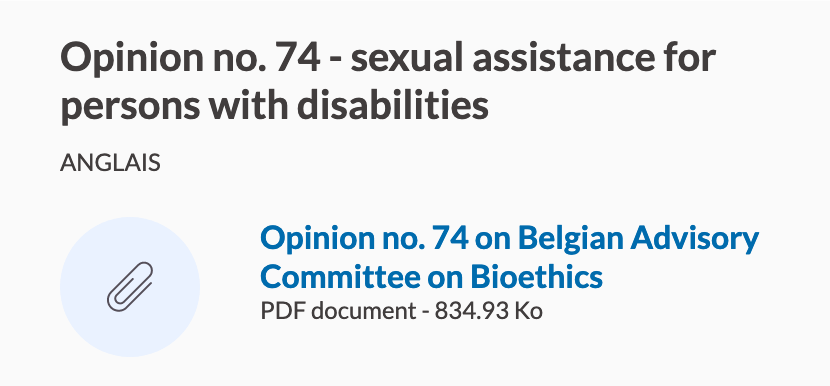 Opinion no. 74 - sexual assistance for
persons with disabilities
ANGLAIS
Opinion no. 74 on Belgian Advisory
Committee on Bioethics
PDF document - 834.93 Ko